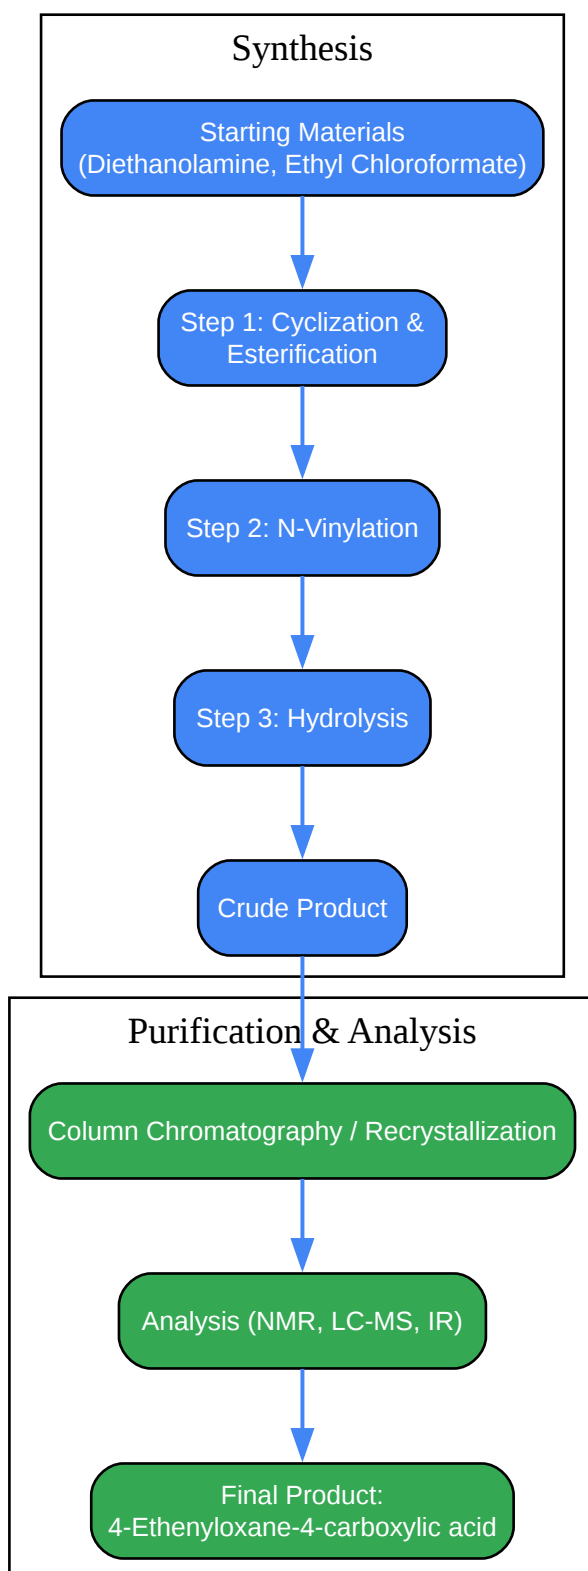 Synthesis
Starting Materials
(Diethanolamine, Ethyl Chloroformate)
Step 1: Cyclization &
Esterification
Step 2: N-Vinylation
Step 3: Hydrolysis
Crude Product
Purification & Analysis
Column Chromatography / Recrystallization
Analysis (NMR, LC-MS, IR)
Final Product:
4-Ethenyloxane-4-carboxylic acid